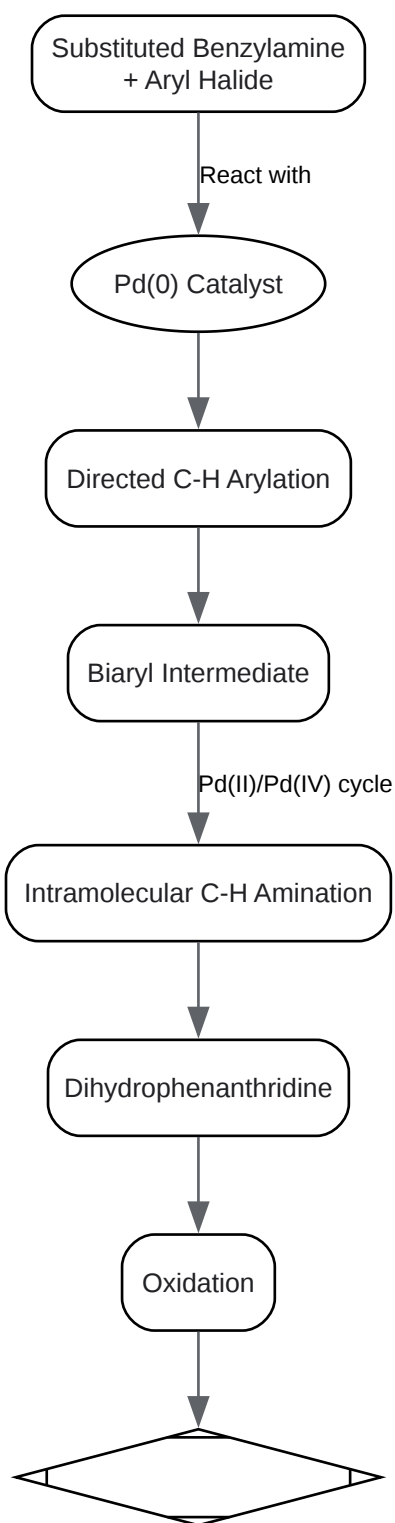 Substituted Benzylamine
+ Aryl Halide
React with
Pd(0) Catalyst
Directed C-H Arylation
Biaryl Intermediate
Pd(II)/Pd(IV) cycle
Intramolecular C-H Amination
Dihydrophenanthridine
Oxidation